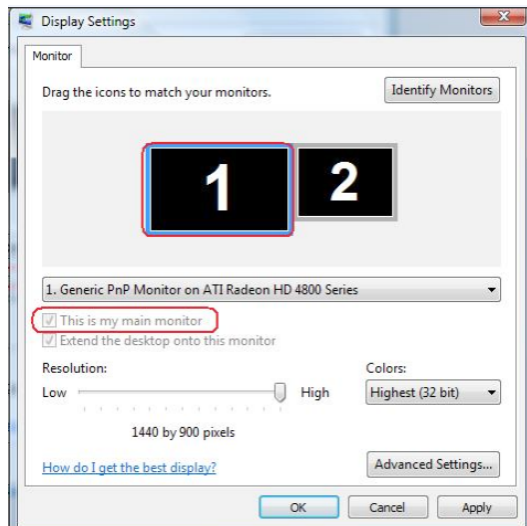 Display Settings
Monitor
Drag the icons to match your monitors.
Identify Monitors
1
2
1. Generic PnP Monitor on ATI Radeon HD 4800 Series
This is my main monitor
Extend the desktop onto this monitor
Resolution:
Colors:
Low
High
Highest (32 bit)
1440 by 900 pixels
How do I get the best display?
Advanced Settings...
OK
Cancel
Apply